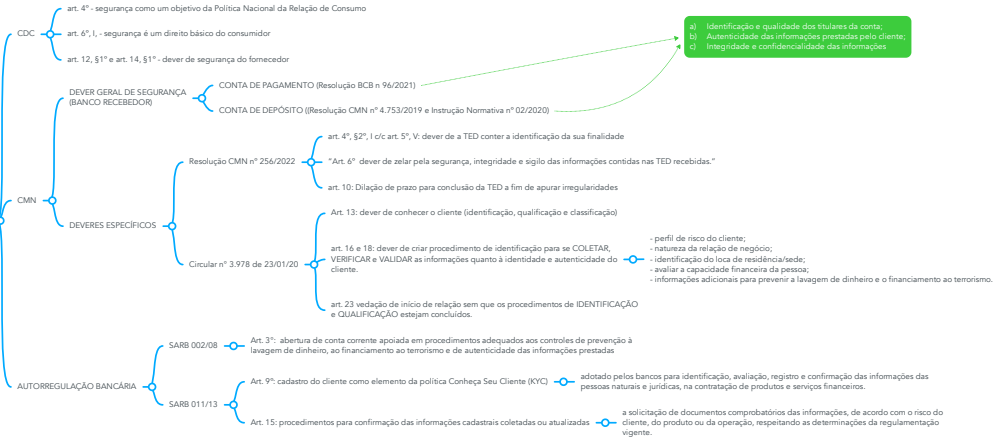 CDC
art. 4º - segurança como um objetivo da Política Nacional da Relação de Consumo
art. 6º, I, - segurança é um direito básico do consumidor
art. 12, §1º e art. 14, §1º - dever de segurança do fornecedor
CMN
DEVER GERAL DE SEGURANÇA
(BANCO RECEBEDOR)
CONTA DE PAGAMENTO (Resolução BCB n 96/2021)
CONTA DE DEPÓSITO ((Resolução CMN nº 4.753/2019 e Instrução Normativa nº 02/2020)
a) Identificação e qualidade dos titulares da conta;
b) Autenticidade das informações prestadas pelo cliente;
c) Integridade e confidencialidade das informações
DEVERES ESPECÍFICOS
Resolução CMN nº 256/2022
art. 4º, §2º, I c/c art. 5º, V: dever de a TED conter a identificação da sua finalidade
"Art. 6º dever de zelar pela segurança, integridade e sigilo das informações contidas nas TED recebidas."
art. 10: Dilação de prazo para conclusão da TED a fim de apurar irregularidades
Circular nº 3.978 de 23/01/20
Art. 13: dever de conhecer o cliente (identificação, qualificação e classificação)
art. 16 e 18: dever de criar procedimento de identificação para se COLETAR,
VERIFICAR e VALIDAR as informações quanto à identidade e autenticidade do
cliente.
- perfil de risco do cliente;
- natureza da relação de negócio;
- identificação do loca de residência/sede;
- avaliar a capacidade financeira da pessoa;
- informações adicionais para prevenir a lavagem de dinheiro e o financiamento ao terrorismo.
art. 23 vedação de início de relação sem que os procedimentos de IDENTIFICAÇÃO
e QUALIFICAÇÃO estejam concluídos.
AUTORREGULAÇÃO BANCÁRIA
SARB 002/08
Art. 3º: abertura de conta corrente apoiada em procedimentos adequados aos controles de prevenção à
lavagem de dinheiro, ao financiamento ao terrorismo e de autenticidade das informações prestadas
SARB 011/13
Art. 9º: cadastro do cliente como elemento da política Conheça Seu Cliente (KYC)
adotado pelos bancos para identificação, avaliação, registro e confirmação das informações das
pessoas naturais e jurídicas, na contratação de produtos e serviços financeiros.
Art. 15: procedimentos para confirmação das informações cadastrais coletadas ou atualizadas
a solicitação de documentos comprobatórios das informações, de acordo com o risco do
cliente, do produto ou da operação, respeitando as determinações da regulamentação
vigente.